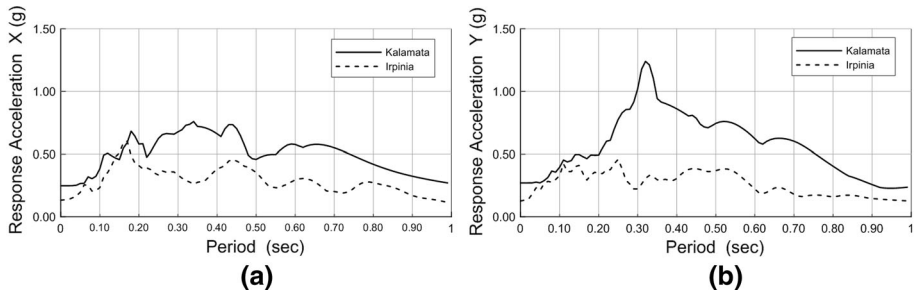 Response Acceleration X (g)
1.50
1.00
0.50
0.00
Kalamata
Irpinia
0 0.10 0.20 0.30 0.40 0.50 0.60 0.70 0.80 0.90 1
Period (sec)
(a)
Response Acceleration Y (g)
1.50
1.00
0.50
0.00
Kalamata
Irpinia
0 0.10 0.20 0.30 0.40 0.50 0.60 0.70 0.80 0.90 1
Period (sec)
(b)